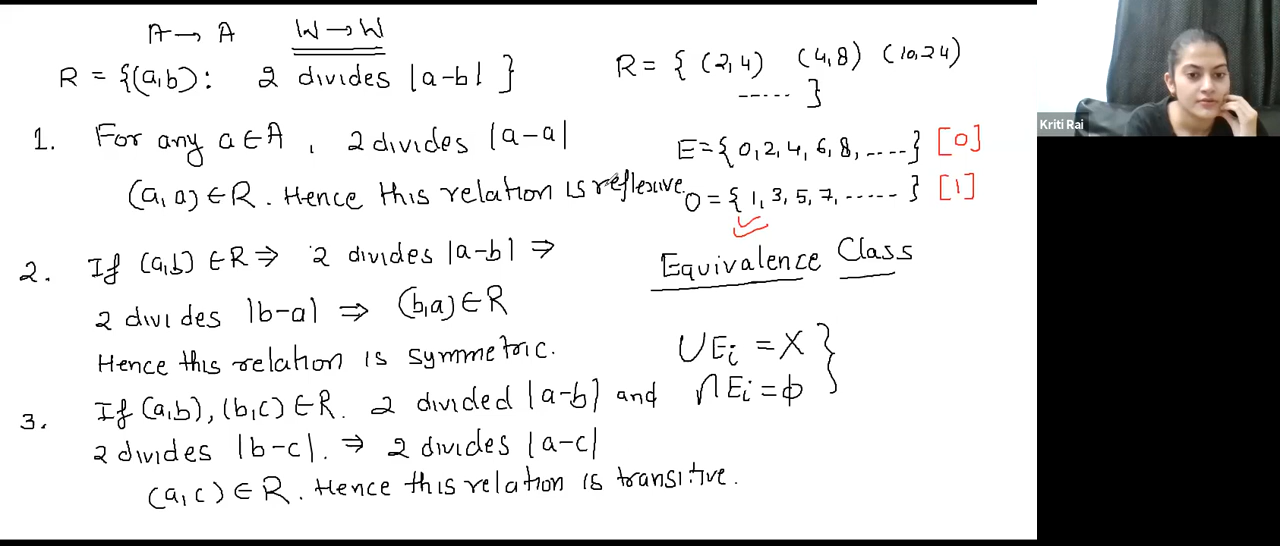 A → A W → W
R = {(a,b): 2 divides |a-b| }
1. For any a ∈ A, 2 divides |a-a|
(a,a) ∈ R. Hence this relation is reflexive
2. If (a,b) ∈ R ⇒ 2 divides |a-b| ⇒
2 divides |b-a| ⇒ (b,a) ∈ R
Hence this relation is symmetric.
3. If (a,b), (b,c) ∈ R. 2 divided |a-b| and
2 divides |b-c|. ⇒ 2 divides |a-c|
(a,c) ∈ R. Hence this relation is transitive.
R = { (2,4) (4,8) (10,24)
----- }
E = {0,2,4,6,8,----} [0]
O = {1,3,5,7,-----} [1]
Equivalence Class
∪Ei = X }
∩Ei = ϕ
Kriti Rai